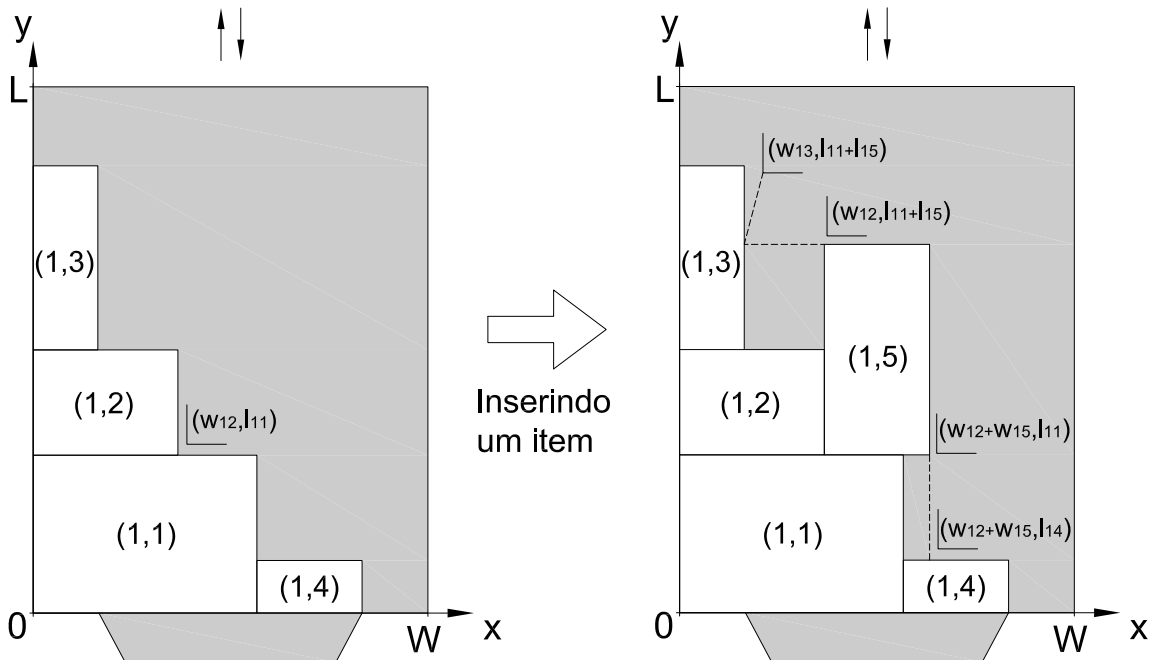 y
L
(1,3)
(1,2)
(w12,l11)
(1,1)
(1,4)
0
W
x
Inserindo
um item
y
L
(w13,l11+l15)
(w12,l11+l15)
(1,3)
(1,5)
(1,2)
(w12+w15,l11)
(1,1)
(w12+w15,l14)
(1,4)
0
W
x